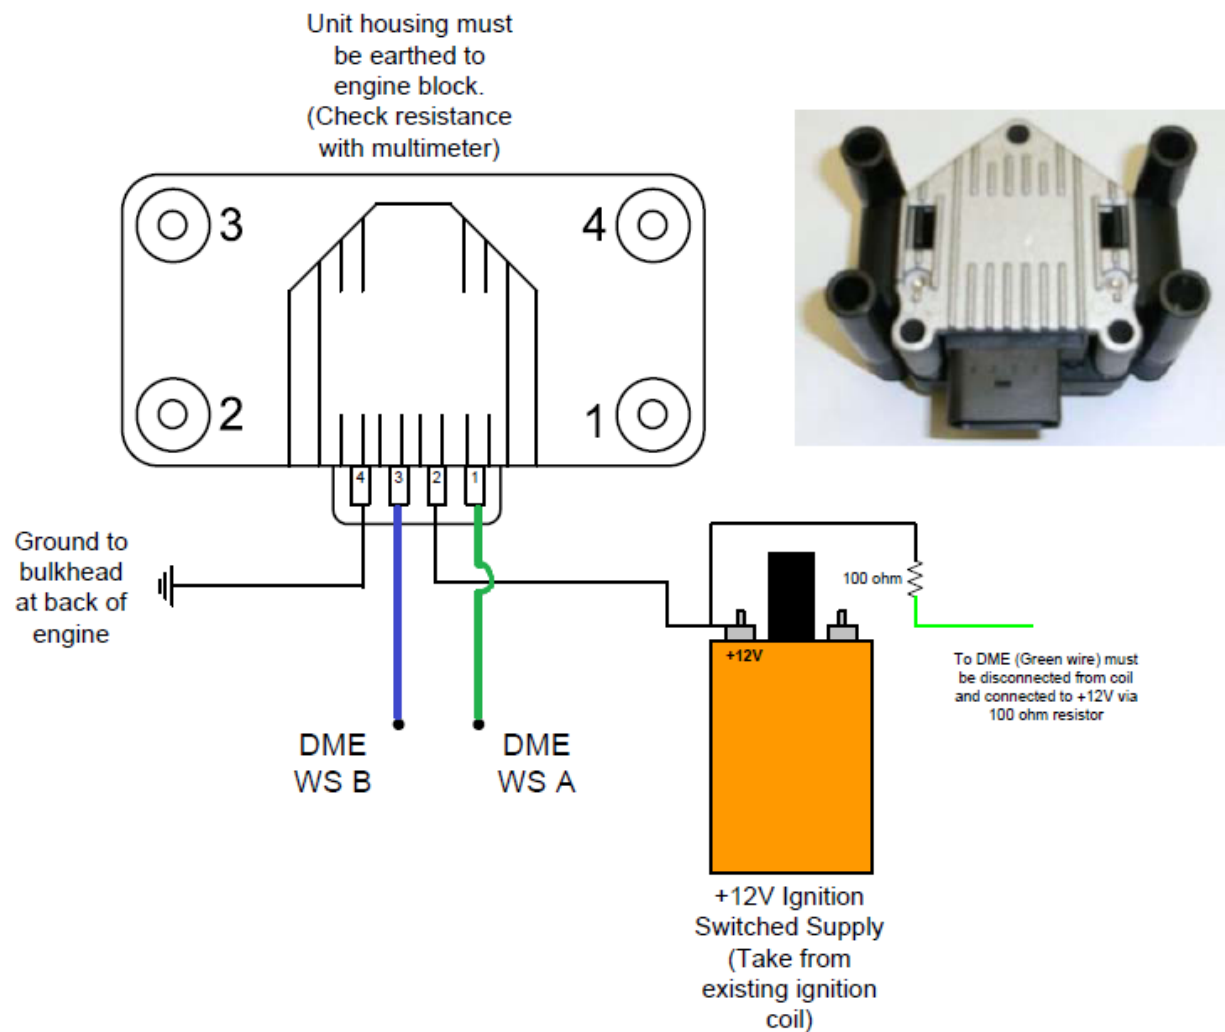 Unit housing must
be earthed to
engine block.
(Check resistance
with multimeter)
3
4
2
1
4
3
2
1
Ground to
bulkhead
at back of
engine
DME
WS B
DME
WS A
100 ohm
+12V
To DME (Green wire) must
be disconnected from coil
and connected to +12V via
100 ohm resistor
+12V Ignition
Switched Supply
(Take from
existing ignition
coil)